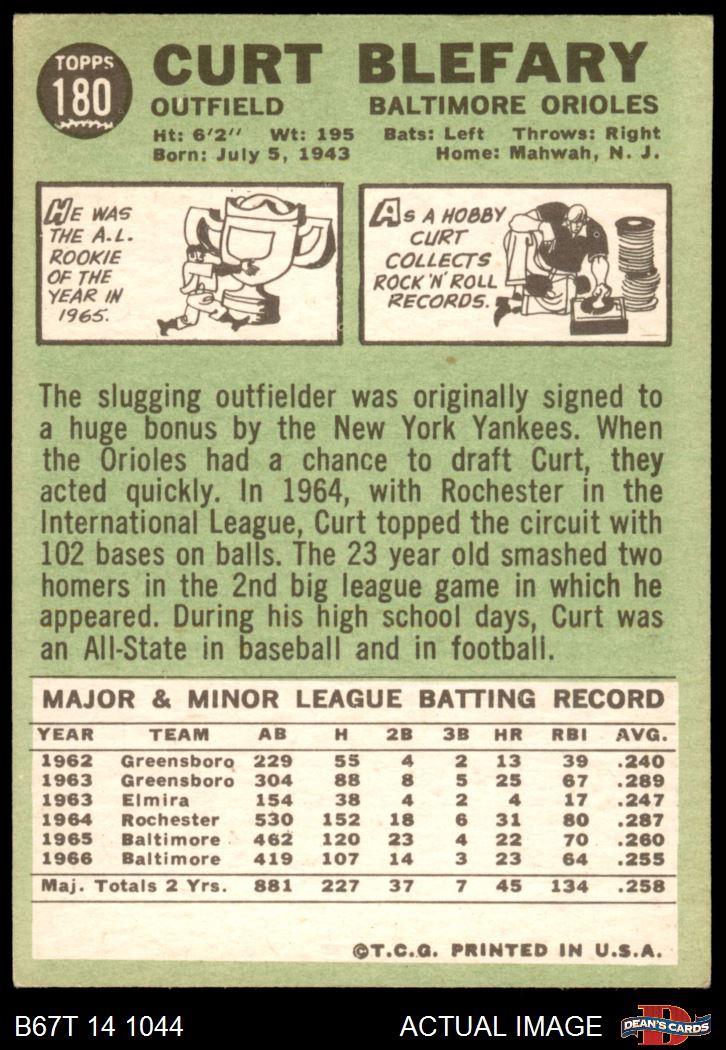 TOPPS
180
CURT BLEFARY
OUTFIELD BALTIMORE ORIOLES
Ht: 6'2" Wt: 195 Bats: Left Throws: Right
Born: July 5, 1943 Home: Mahwah, N. J.
HE WAS
THE A.L.
ROOKIE
OF THE
YEAR IN
1965.
AS A HOBBY
CURT
COLLECTS
ROCK 'N' ROLL
RECORDS.
The slugging outfielder was originally signed to
a huge bonus by the New York Yankees. When
the Orioles had a chance to draft Curt, they
acted quickly. In 1964, with Rochester in the
International League, Curt topped the circuit with
102 bases on balls. The 23 year old smashed two
homers in the 2nd big league game in which he
appeared. During his high school days, Curt was
an All-State in baseball and in football.
MAJOR & MINOR LEAGUE BATTING RECORD
YEAR TEAM AB H 2B 3B HR RBI AVG.
1962 Greensboro 229 55 4 2 13 39 .240
1963 Greensboro 304 88 8 5 25 67 .289
1963 Elmira 154 38 4 2 4 17 .247
1964 Rochester 530 152 18 6 31 80 .287
1965 Baltimore 462 120 23 4 22 70 .260
1966 Baltimore 419 107 14 3 23 64 .255
Maj. Totals 2 Yrs. 881 227 37 7 45 134 .258
©T.C.G. PRINTED IN U.S.A.
B67T 14 1044 ACTUAL IMAGE
D
DEAN'S CARDS